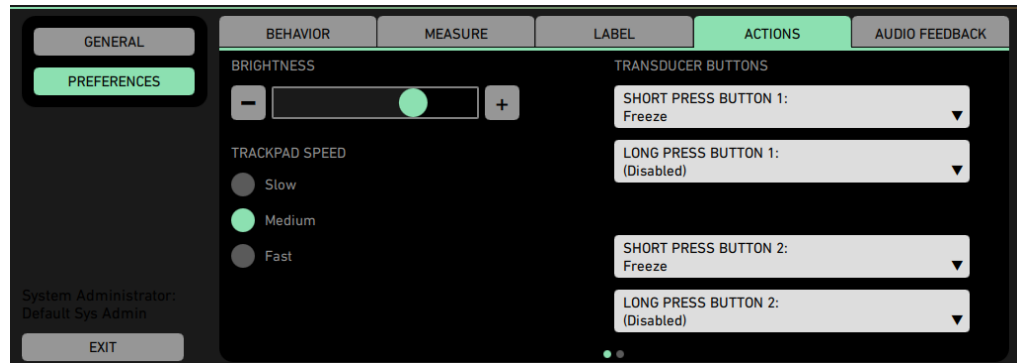 GENERAL
PREFERENCES
BEHAVIOR
MEASURE
LABEL
ACTIONS
AUDIO FEEDBACK
BRIGHTNESS
−
+
TRACKPAD SPEED
Slow
Medium
Fast
TRANSDUCER BUTTONS
SHORT PRESS BUTTON 1:
Freeze
LONG PRESS BUTTON 1:
(Disabled)
SHORT PRESS BUTTON 2:
Freeze
LONG PRESS BUTTON 2:
(Disabled)
System Administrator:
Default Sys Admin
EXIT